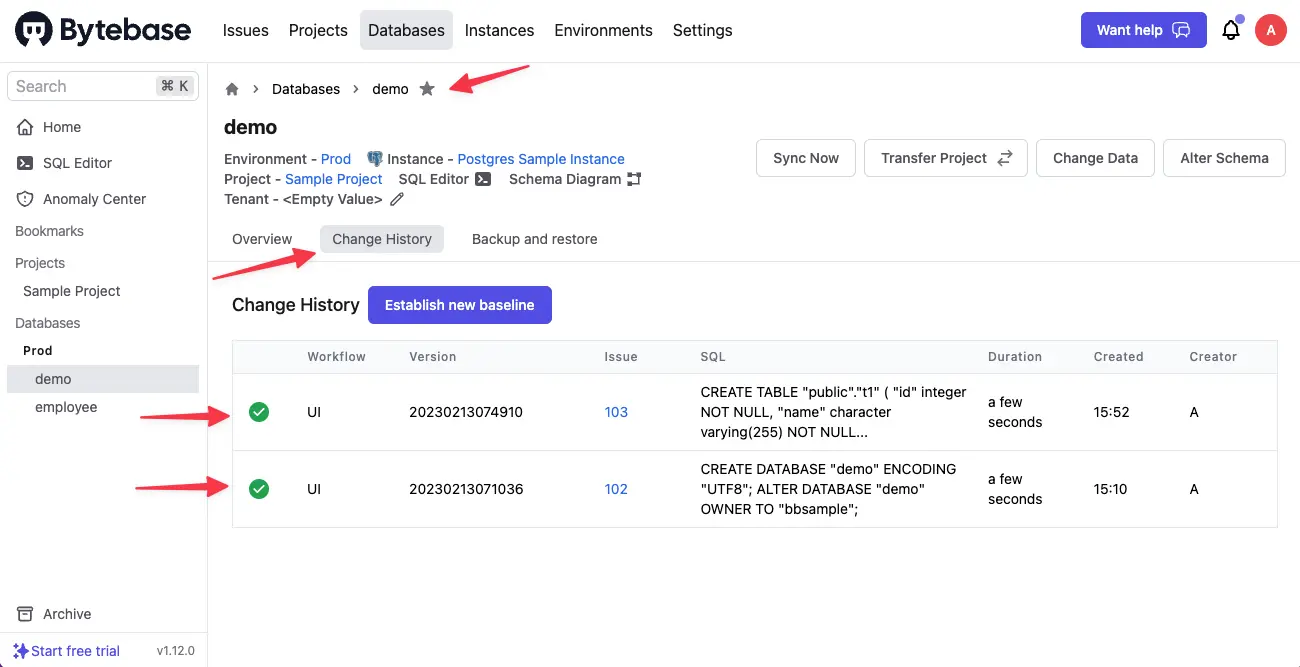 Bytebase
Issues Projects Databases Instances Environments Settings
Want help
A
Search ⌘ K
Home
SQL Editor
Anomaly Center
Bookmarks
Projects
Sample Project
Databases
Prod
demo
employee
Archive
Start free trial v1.12.0
> Databases > demo
demo
Environment - Prod Instance - Postgres Sample Instance
Project - Sample Project SQL Editor Schema Diagram
Tenant - <Empty Value>
Sync Now Transfer Project Change Data Alter Schema
Overview Change History Backup and restore
Change History Establish new baseline
Workflow Version Issue SQL Duration Created Creator
UI 20230213074910 103 CREATE TABLE "public"."t1" ( "id" integer
NOT NULL, "name" character
varying(255) NOT NULL...
a few
seconds
15:52 A
UI 20230213071036 102 CREATE DATABASE "demo" ENCODING
"UTF8"; ALTER DATABASE "demo"
OWNER TO "bbsample";
a few
seconds
15:10 A